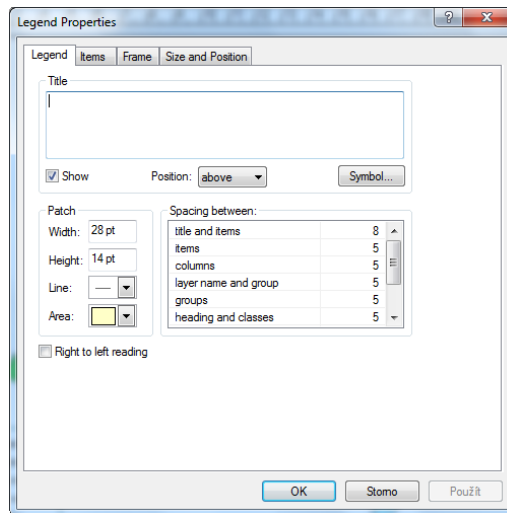 Legend Properties
Legend Items Frame Size and Position
Title
Show Position: above Symbol...
Patch
Width: 28 pt
Height: 14 pt
Line:
Area:
Spacing between:
title and items 8
items 5
columns 5
layer name and group 5
groups 5
heading and classes 5
Right to left reading
OK Storno Použít